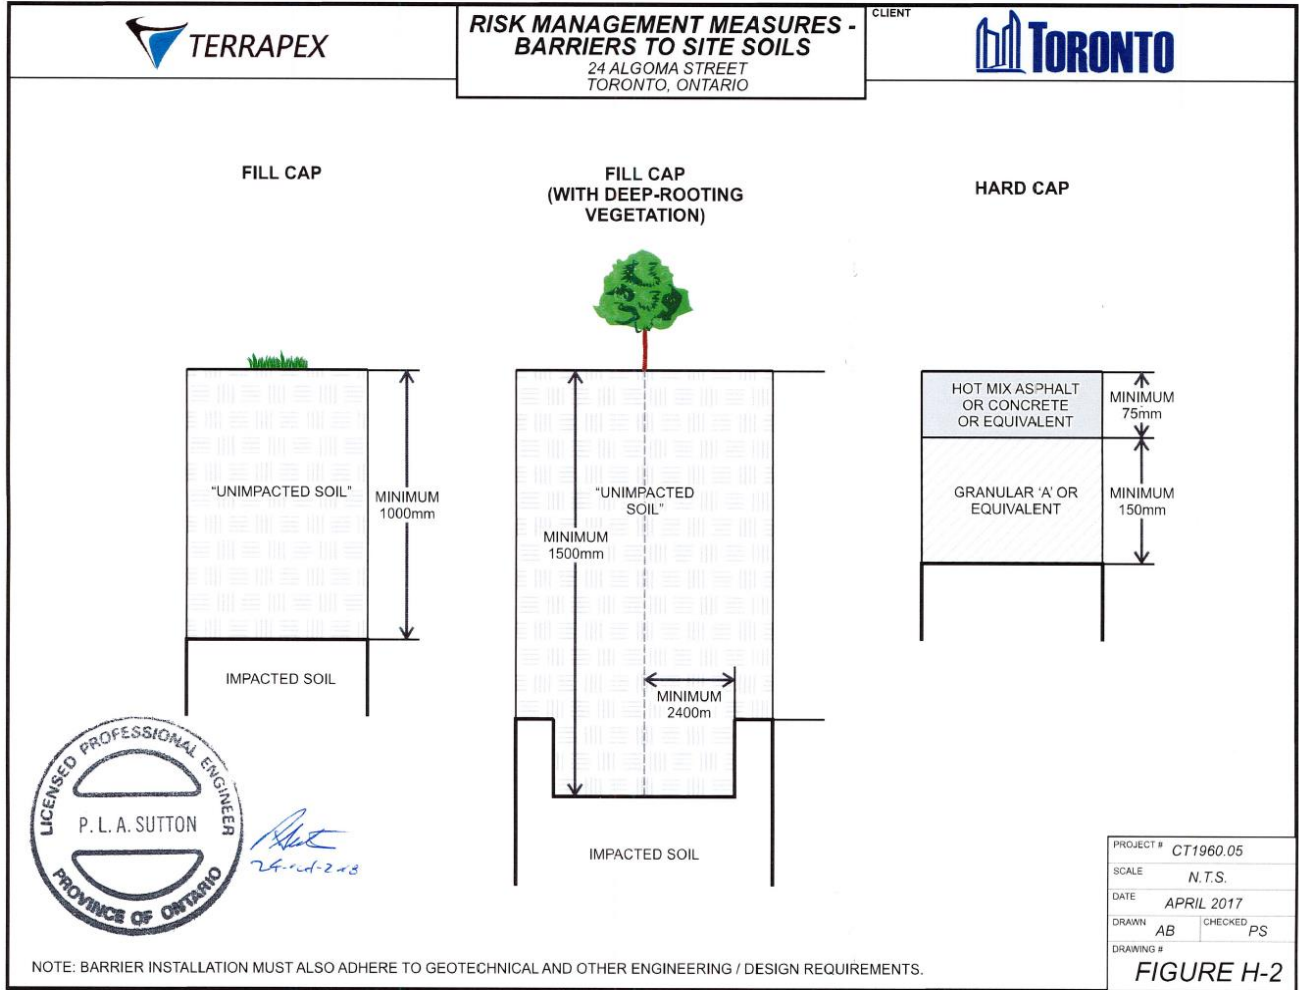 TERRAPEX
RISK MANAGEMENT MEASURES -
BARRIERS TO SITE SOILS
24 ALGOMA STREET
TORONTO, ONTARIO
CLIENT
TORONTO
FILL CAP
FILL CAP
(WITH DEEP-ROOTING
VEGETATION)
HARD CAP
"UNIMPACTED SOIL"
MINIMUM
1000mm
IMPACTED SOIL
"UNIMPACTED
SOIL"
MINIMUM
1500mm
MINIMUM
2400m
IMPACTED SOIL
HOT MIX ASPHALT
OR CONCRETE
OR EQUIVALENT
MINIMUM
75mm
GRANULAR 'A' OR
EQUIVALENT
MINIMUM
150mm
LICENSED PROFESSIONAL ENGINEER
P. L. A. SUTTON
PROVINCE OF ONTARIO
PROJECT # CT1960.05
SCALE N.T.S.
DATE APRIL 2017
DRAWN AB CHECKED PS
DRAWING #
FIGURE H-2
NOTE: BARRIER INSTALLATION MUST ALSO ADHERE TO GEOTECHNICAL AND OTHER ENGINEERING / DESIGN REQUIREMENTS.